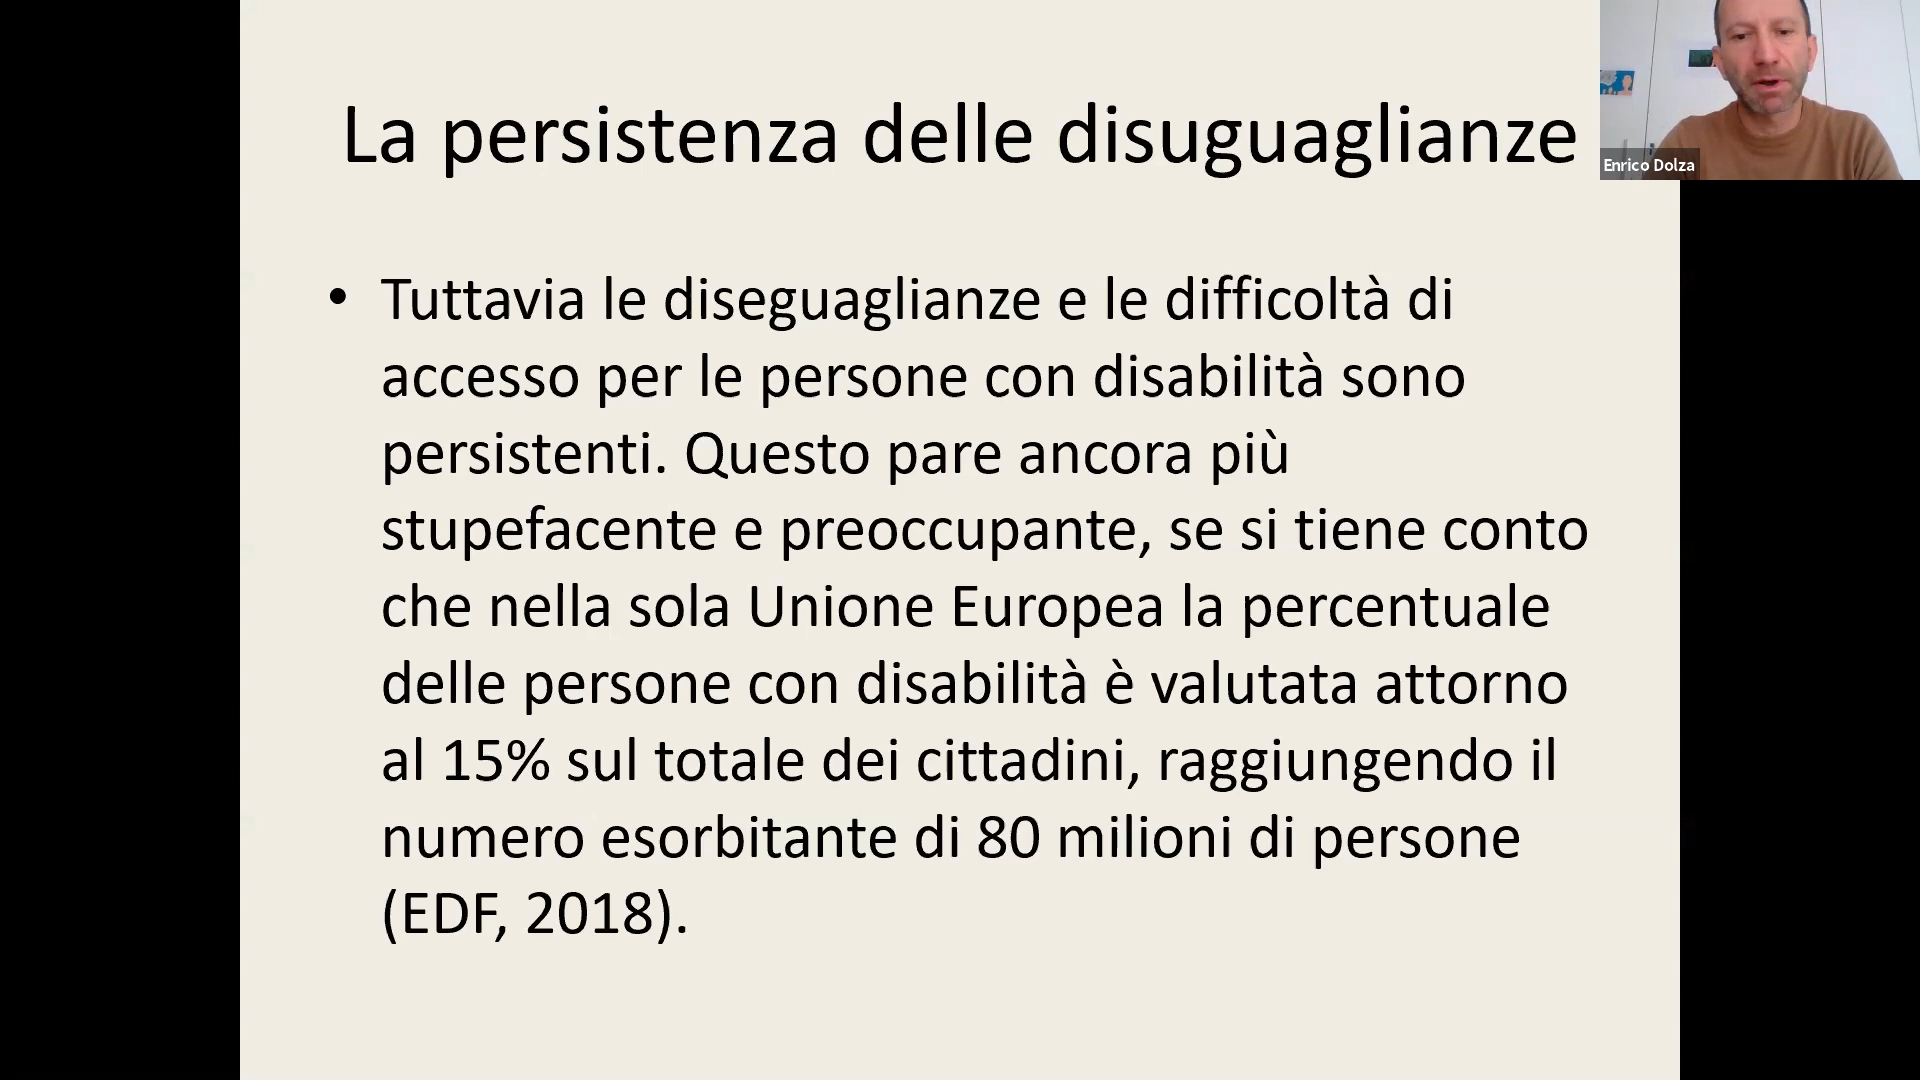 La persistenza delle disuguaglianze
Enrico Dolza
• Tuttavia le diseguaglianze e le difficoltà di
accesso per le persone con disabilità sono
persistenti. Questo pare ancora più
stupefacente e preoccupante, se si tiene conto
che nella sola Unione Europea la percentuale
delle persone con disabilità è valutata attorno
al 15% sul totale dei cittadini, raggiungendo il
numero esorbitante di 80 milioni di persone
(EDF, 2018).